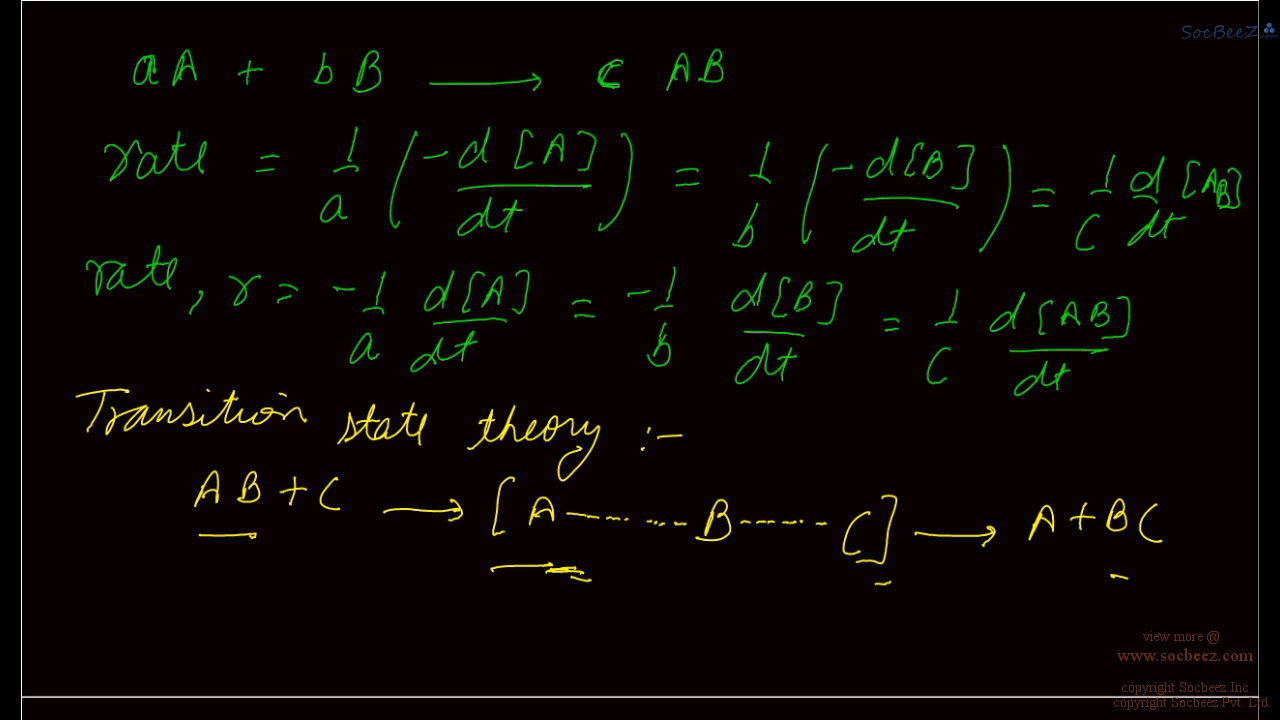 SocBeeZ.com
aA + bB ⟶ c AB
rate = 1/a (-d[A]/dt) = 1/b (-d[B]/dt) = 1/c d/dt [AB]
rate, r = -1/a d[A]/dt = -1/b d[B]/dt = 1/c d[AB]/dt
Transition state theory :-
AB + C ⟶ [A------B------C] ⟶ A + BC
view more @
www.socbeez.com
copyright Socbeez Inc
copyright Socbeez Pvt Ltd